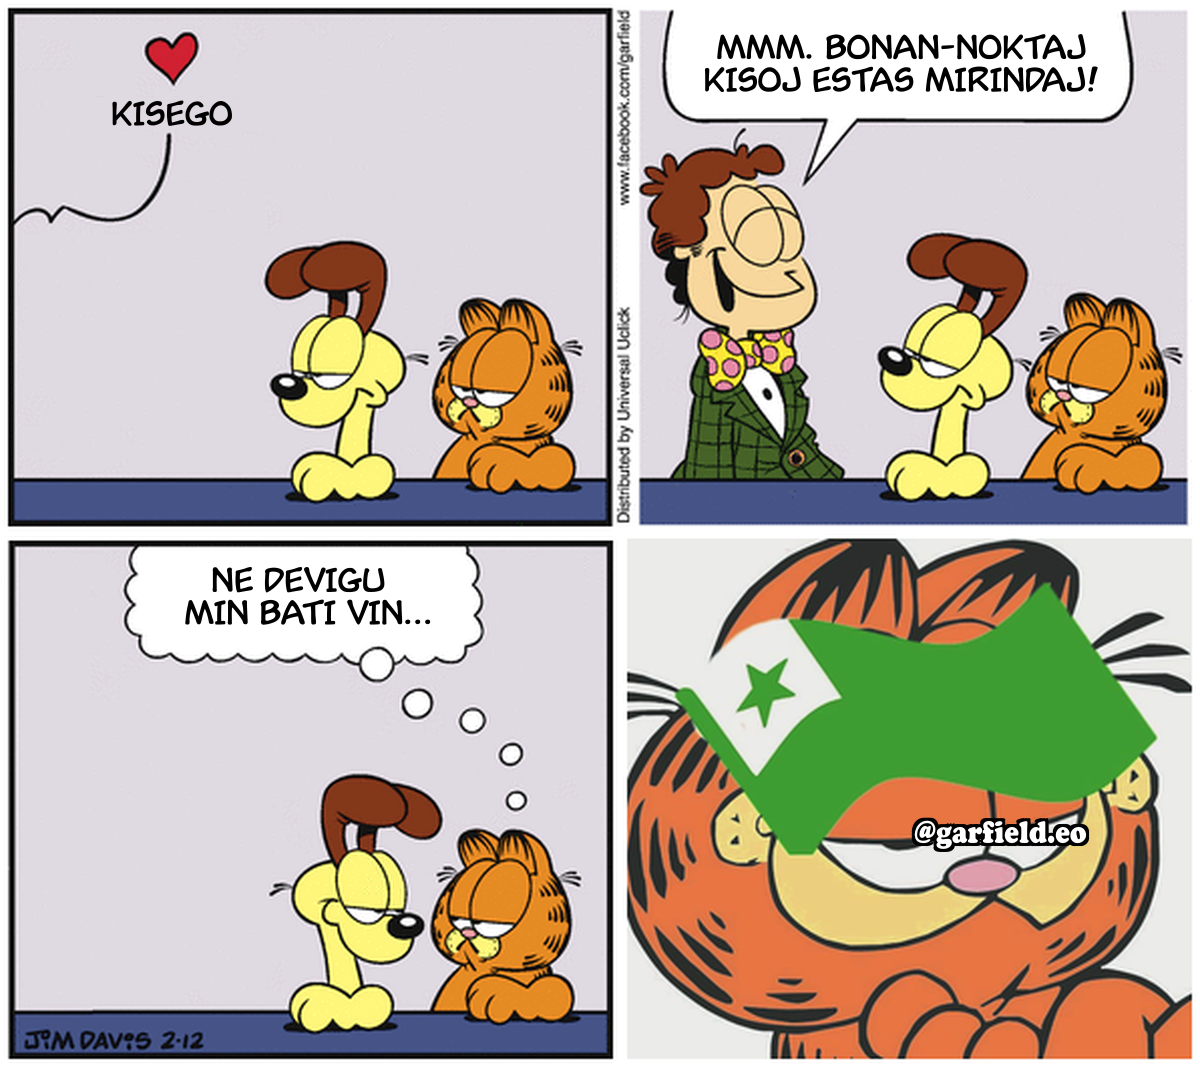 KISEGO
www.facebook.com/garfield
Distributed by Universal Uclick
MMM. BONAN-NOKTAJ
KISOJ ESTAS MIRINDAJ!
NE DEVIGU
MIN BATI VIN...
JIM DAVIS 2-12
@garfield.eo